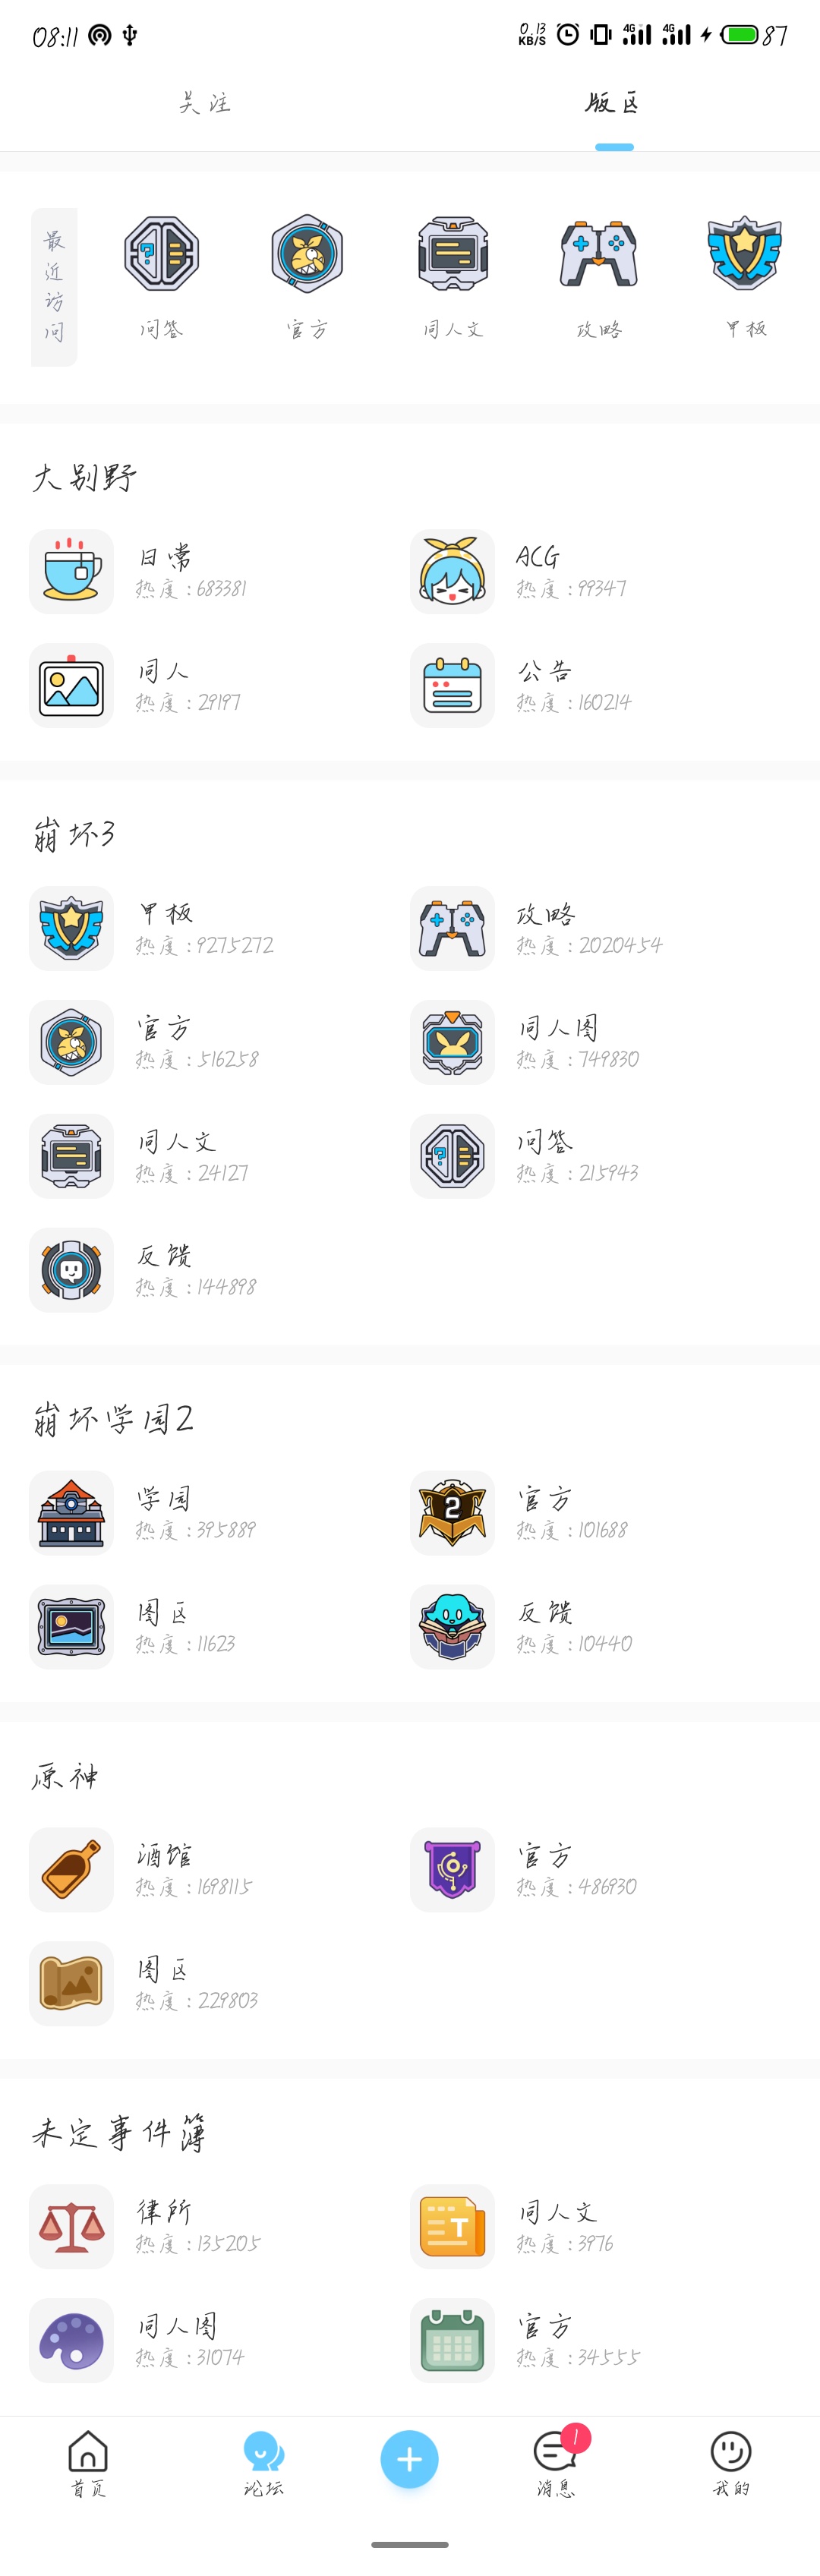 08:11 0.13 KB/S 4G 4G 87
关注 版区
最近访问
问答 官方 同人文 攻略 甲板
大别野
日常 ACG
热度:683381 热度:99347
同人 公告
热度:29197 热度:160214
崩坏3
甲板 攻略
热度:9275272 热度:2020454
官方 同人图
热度:516258 热度:749830
同人文 问答
热度:24127 热度:215943
反馈
热度:144898
崩坏学园2
学园 官方
热度:395889 热度:101688
图区 反馈
热度:11623 热度:10440
原神
酒馆 官方
热度:1698115 热度:486930
图区
热度:229803
未定事件簿
律所 同人文
热度:135205 热度:3976
同人图 官方
热度:31074 热度:34555
1
首页 论坛 消息 我的